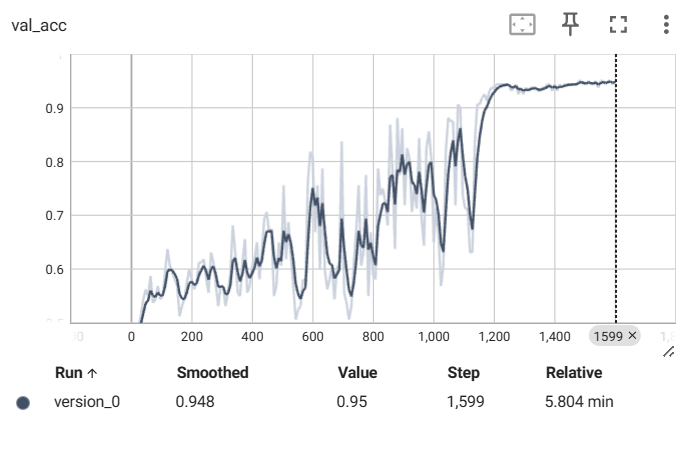 val_acc
0.9
0.8
0.7
0.6
0 200 400 600 800 1,000 1,200 1,400 1599 ×
Run ↑ Smoothed Value Step Relative
version_0 0.948 0.95 1,599 5.804 min